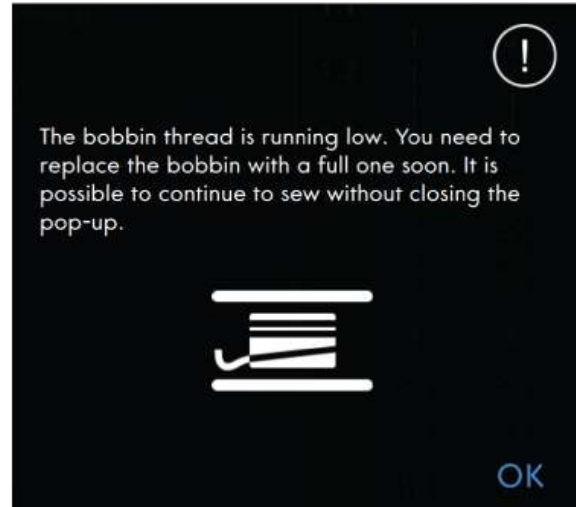 !
The bobbin thread is running low. You need to
replace the bobbin with a full one soon. It is
possible to continue to sew without closing the
pop-up.
OK